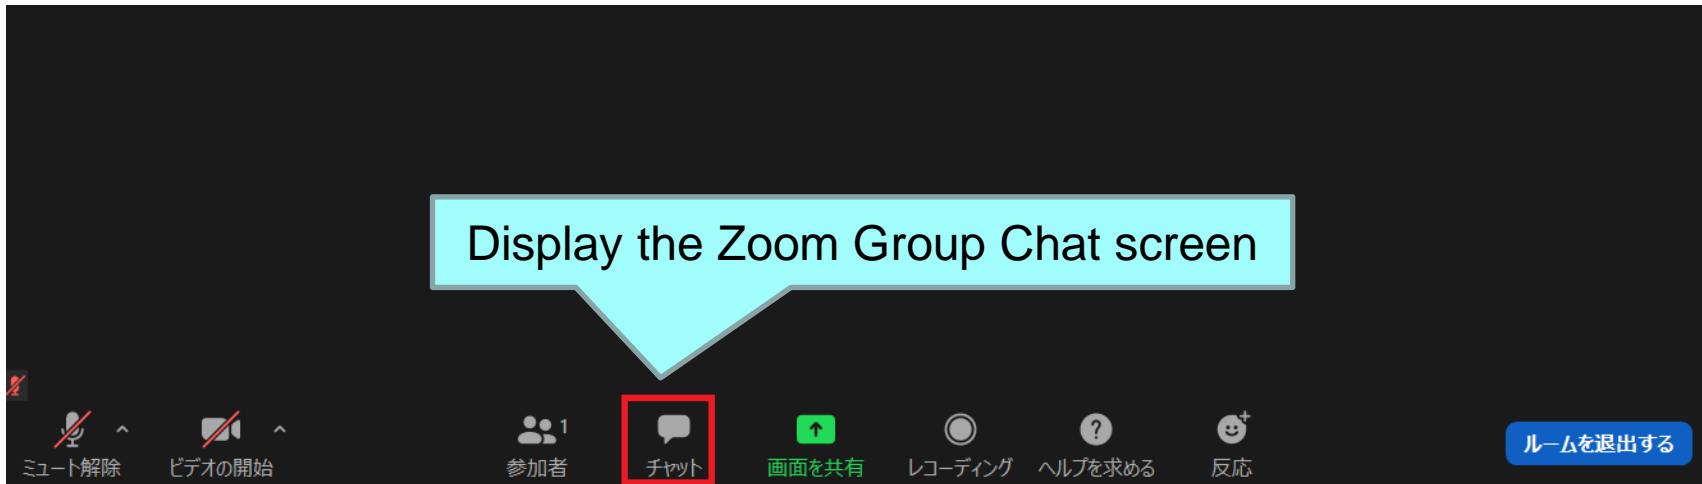 Display the Zoom Group Chat screen
1
ミュート解除 ビデオの開始 参加者 チャット 画面を共有 レコーディング ヘルプを求める 反応 ルームを退出する